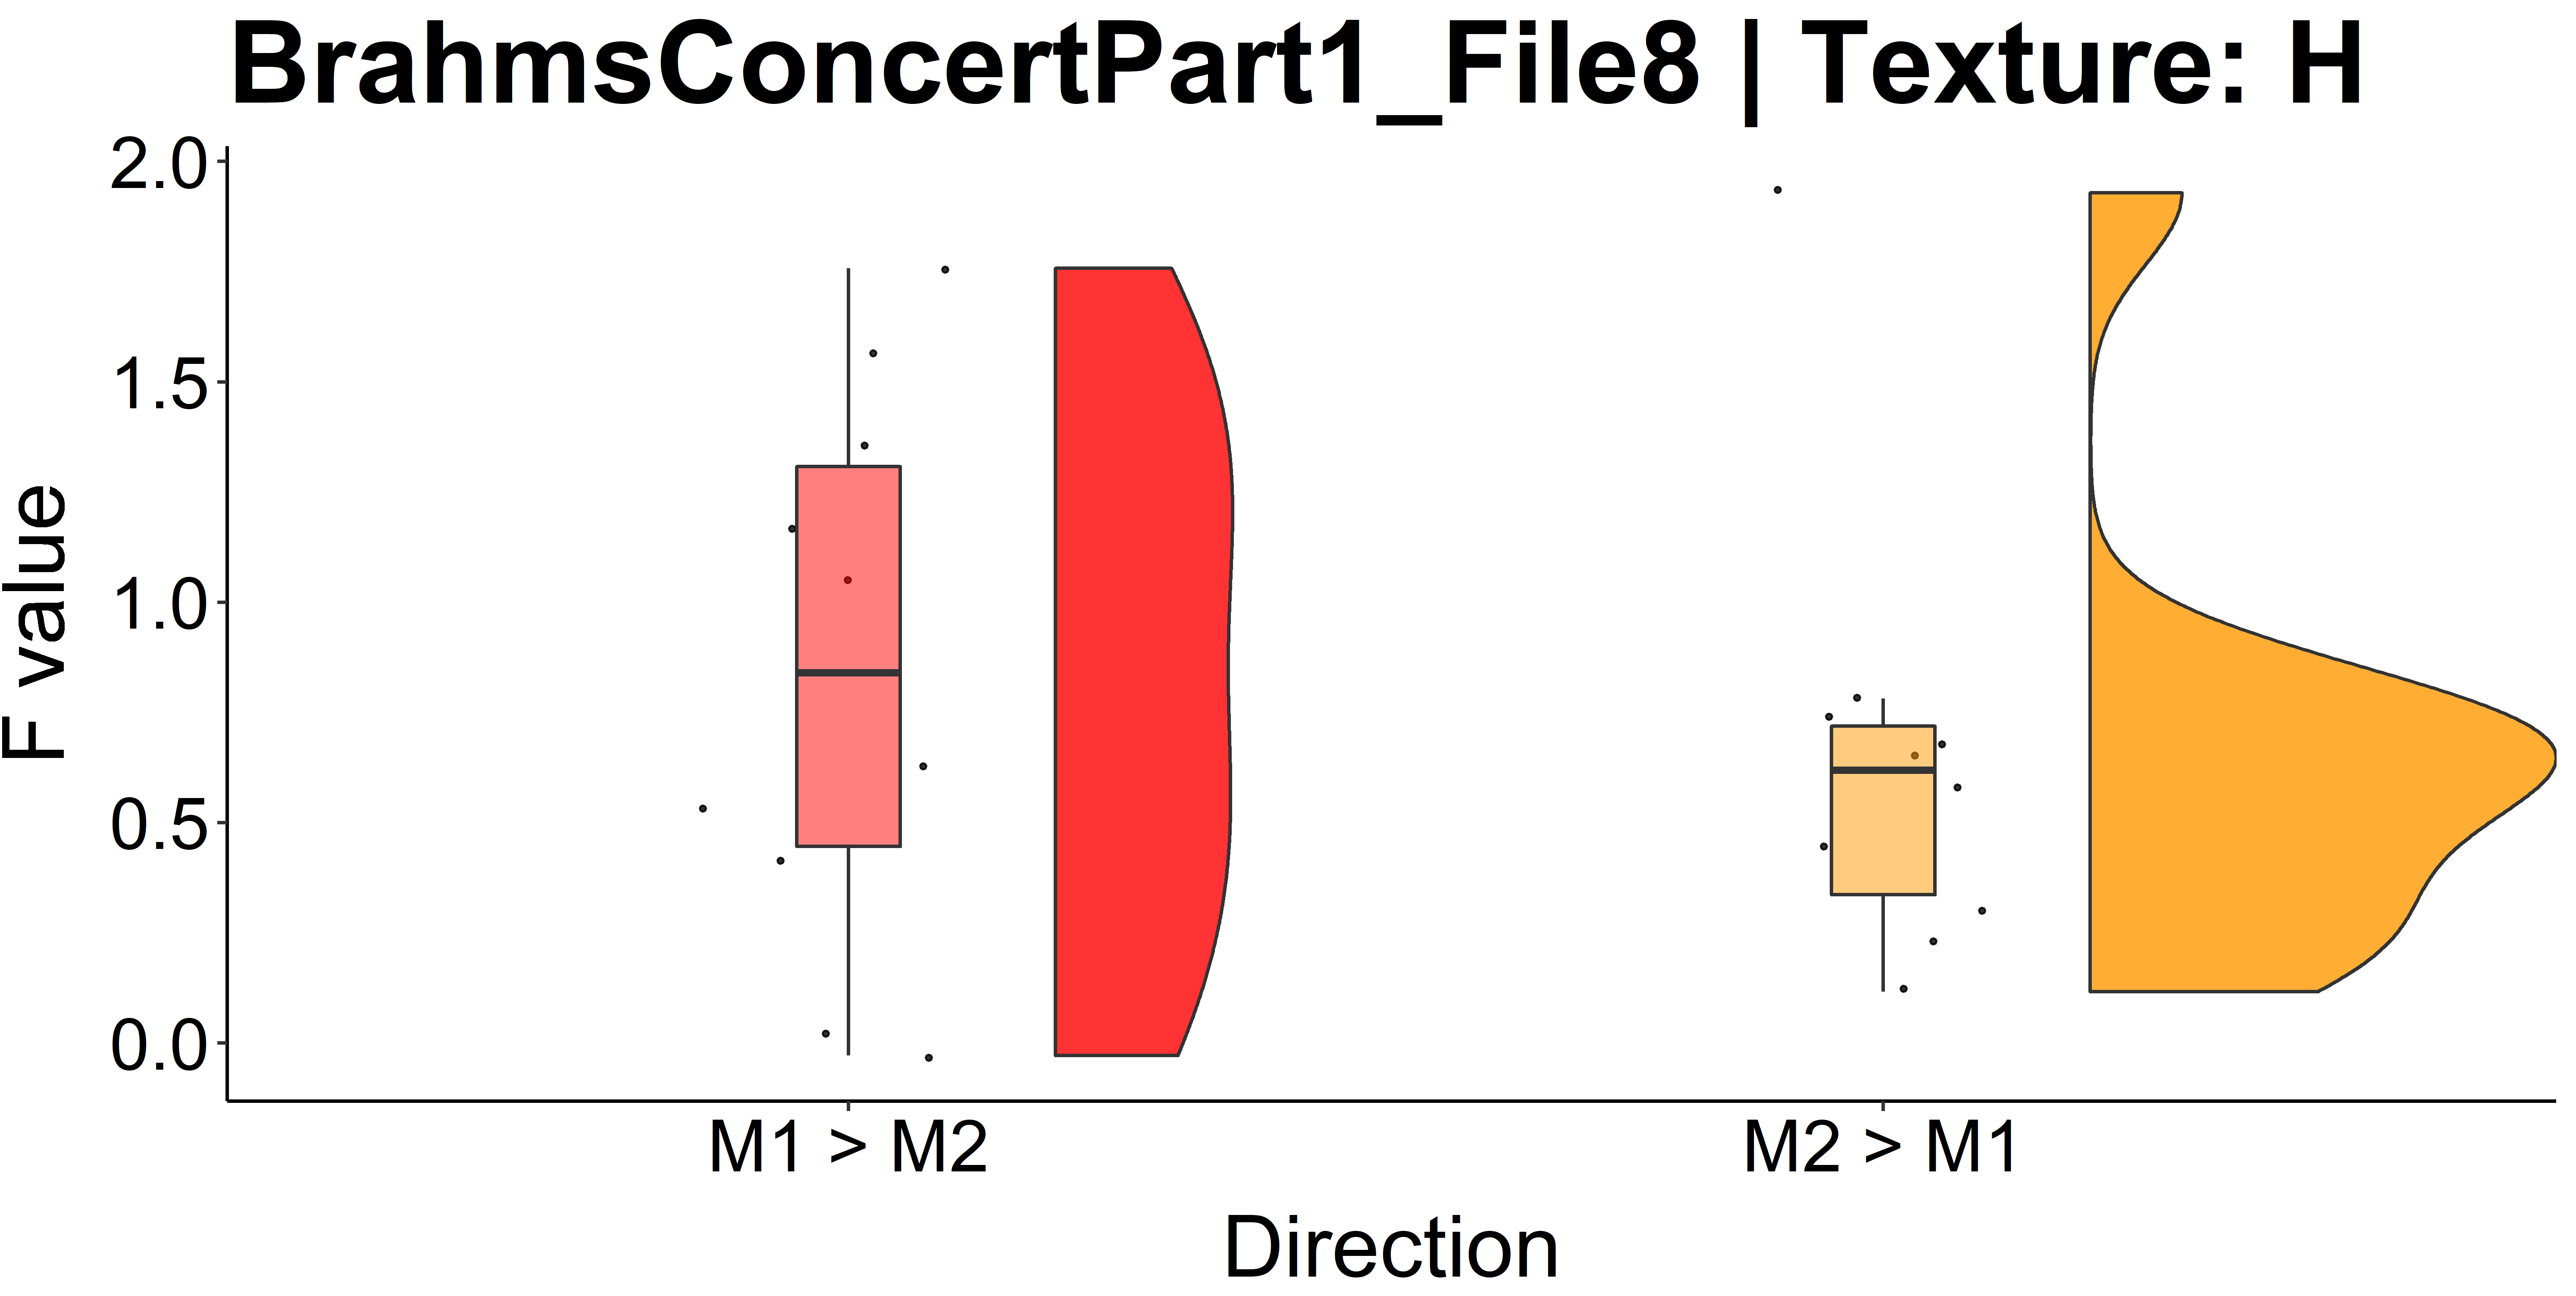 BrahmsConcertPart1_File8 | Texture: H
2.0
1.5
1.0
0.5
0.0
F value
M1 > M2
M2 > M1
Direction